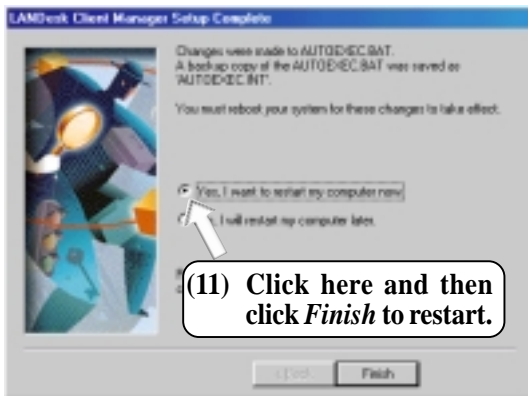 LANDesk Client Manager Setup Complete
Changes were made to AUTOEXEC.BAT.
A backup copy of the AUTOEXEC.BAT was saved as
'AUTOEXEC.INT'.
You must reboot your system for these changes to take effect.
Yes, I want to restart my computer now.
I will restart my computer later.
(11) Click here and then
click Finish to restart.
Finish